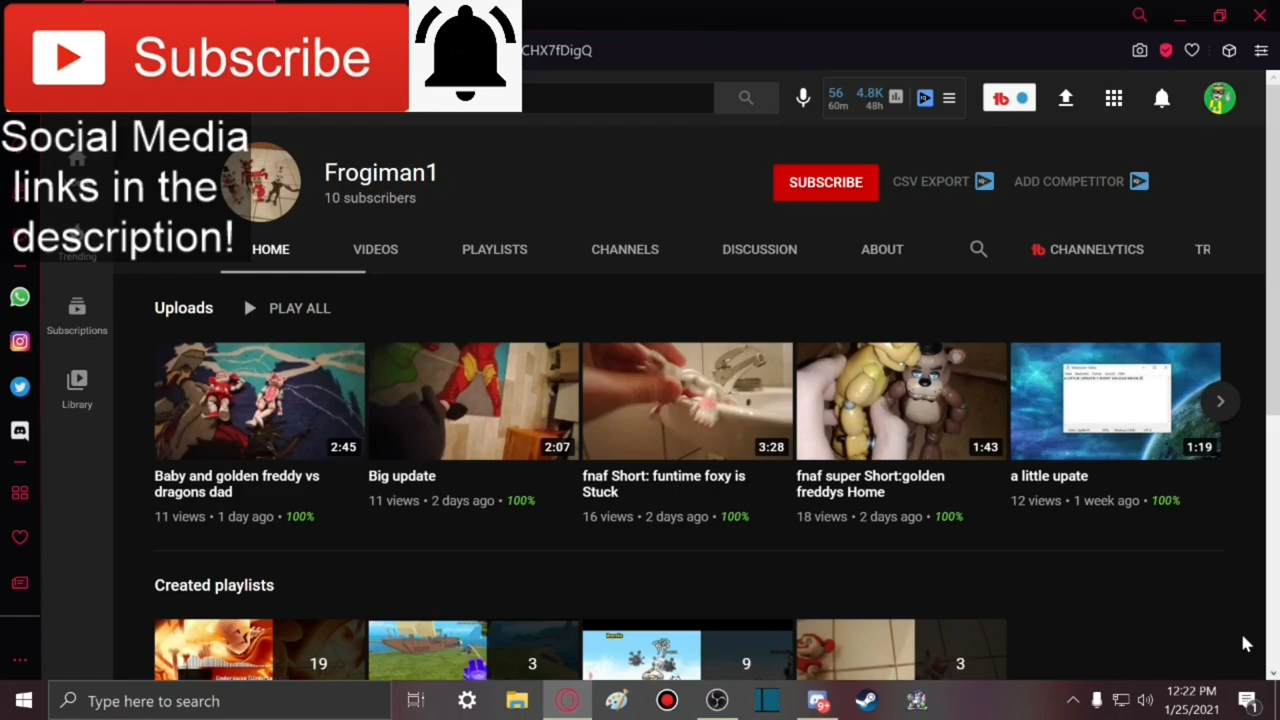 Subscribe
Social Media
links in the
description!
CHX7fDigQ
56
60m
4.8K
48h
Frogiman1
10 subscribers
SUBSCRIBE
CSV EXPORT
ADD COMPETITOR
HOME
VIDEOS
PLAYLISTS
CHANNELS
DISCUSSION
ABOUT
CHANNELYTICS
TR
Trending
Subscriptions
Library
Uploads
PLAY ALL
2:45
2:07
3:28
1:43
1:19
Baby and golden freddy vs
dragons dad
11 views • 1 day ago • 100%
Big update
11 views • 2 days ago • 100%
fnaf Short: funtime foxy is
Stuck
16 views • 2 days ago • 100%
fnaf super Short:golden
freddys Home
18 views • 2 days ago • 100%
a little upate
12 views • 1 week ago • 100%
Created playlists
19
3
9
3
Type here to search
9+
12:22 PM
1/25/2021
1